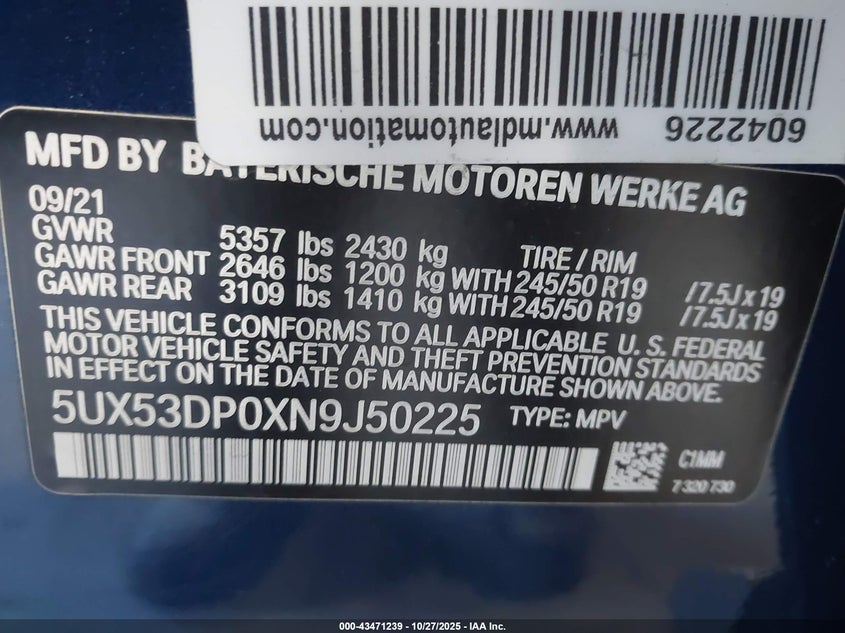 6042226 www.mdlautomation.com
MFD BY BAYERISCHE MOTOREN WERKE AG
09/21
GVWR 5357 lbs 2430 kg TIRE / RIM
GAWR FRONT 2646 lbs 1200 kg WITH 245/50 R19 /7.5J x 19
GAWR REAR 3109 lbs 1410 kg WITH 245/50 R19 /7.5J x 19
THIS VEHICLE CONFORMS TO ALL APPLICABLE U. S. FEDERAL
MOTOR VEHICLE SAFETY AND THEFT PREVENTION STANDARDS
IN EFFECT ON THE DATE OF MANUFACTURE SHOWN ABOVE.
5UX53DP0XN9J50225 TYPE: MPV
C1MM
7 320 730
000-43471239 - 10/27/2025 - IAA Inc.